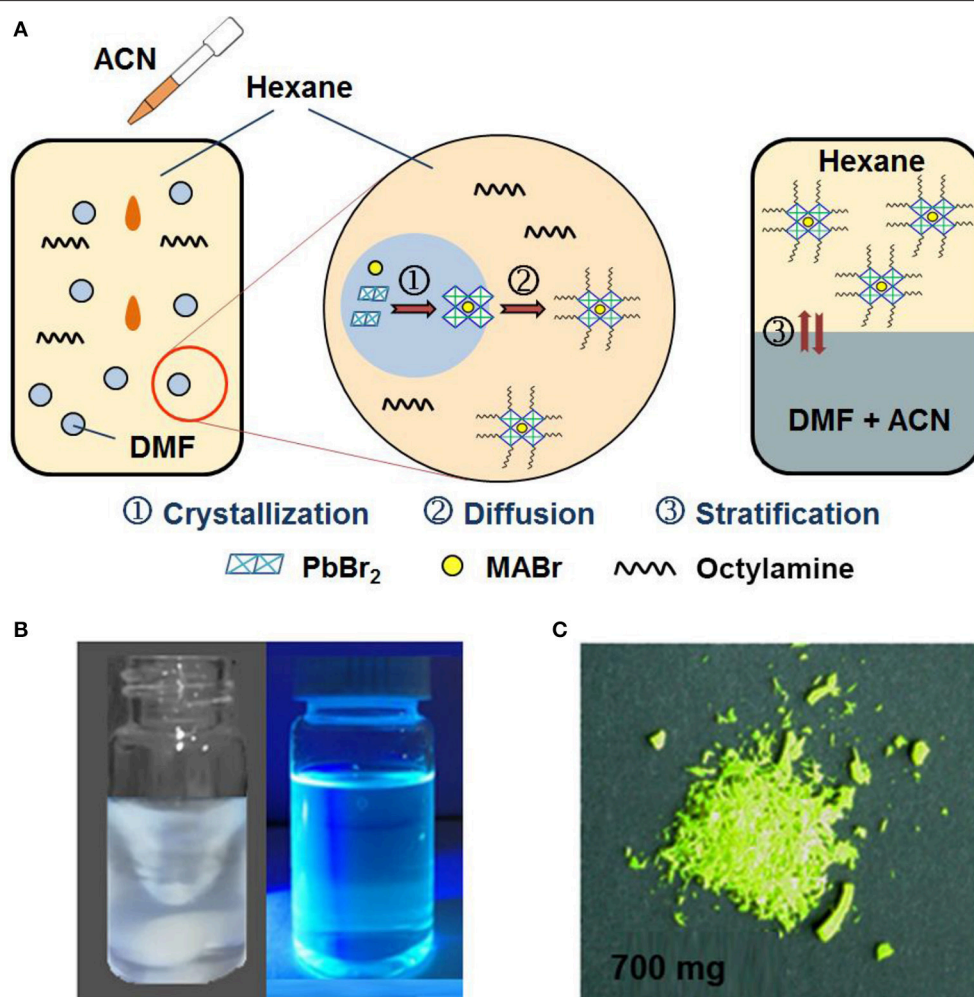 A
ACN
Hexane
DMF
①
②
Hexane
③
DMF + ACN
① Crystallization ② Diffusion ③ Stratification
PbBr₂ MABr Octylamine
B
C
700 mg